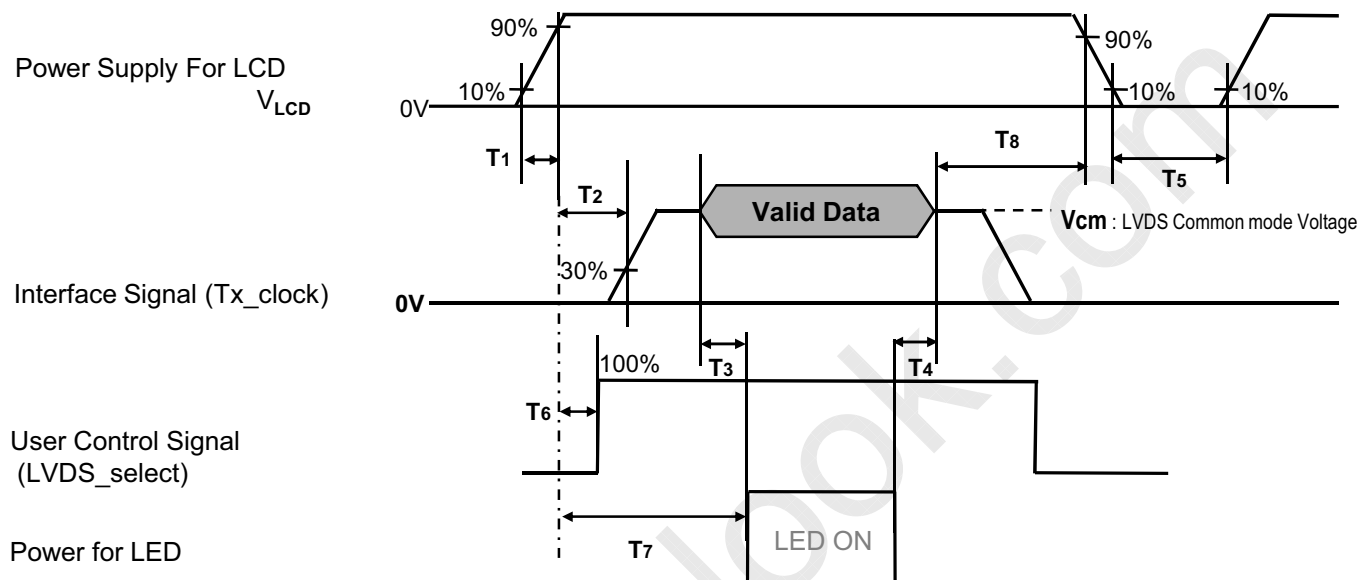 Power Supply For LCD
VLCD
90%
10%
0V
90%
10%
10%
T1
T2
T8
T5
Valid Data
Vcm : LVDS Common mode Voltage
30%
Interface Signal (Tx_clock)
0V
T3
T4
100%
T6
User Control Signal
(LVDS_select)
T7
LED ON
Power for LED
look.com